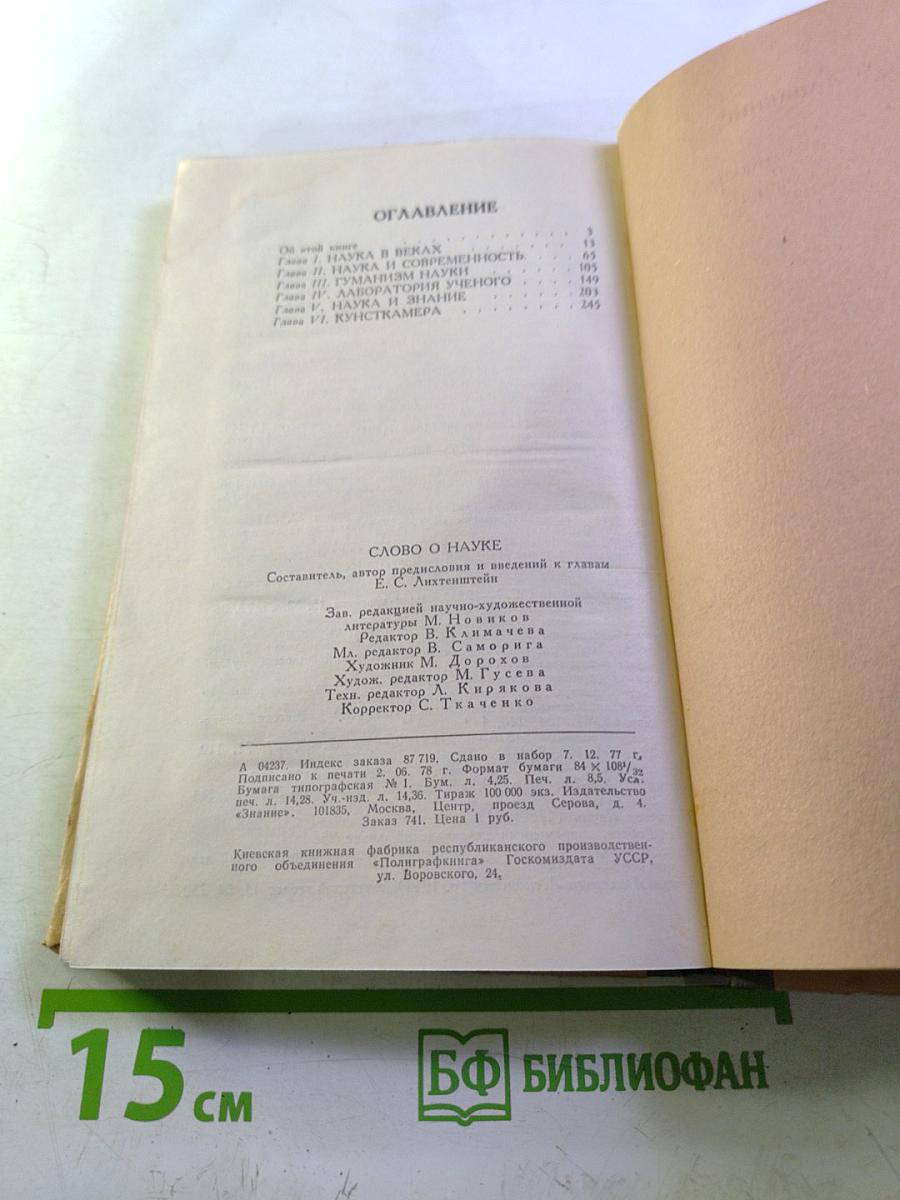 ОГЛАВЛЕНИЕ
Об этой книге . . . . . . . . . . . 3
Глава I. НАУКА В ВЕКАХ . . . . . . . 13
Глава II. НАУКА И СОВРЕМЕННОСТЬ. . . . 65
Глава III. ГУМАНИЗМ НАУКИ . . . . . 105
Глава IV. ЛАБОРАТОРИЯ УЧЕНОГО . . . . 149
Глава V. НАУКА И ЗНАНИЕ . . . . . . 203
Глава VI. КУНСТКАМЕРА . . . . . . . . 245
СЛОВО О НАУКЕ
Составитель, автор предисловия и введений к главам
Е. С. Лихтенштейн
Зав. редакцией научно-художественной
литературы М. Новиков
Редактор В. Климачева
Мл. редактор В. Саморига
Художник М. Дорохов
Худож. редактор М. Гусева
Техн. редактор Л. Кирякова
Корректор С. Ткаченко
А 04237. Индекс заказа 87 719. Сдано в набор 7. 12. 77 г.
Подписано к печати 2. 06. 78 г. Формат бумаги 84 × 108¹/₃₂
Бумага типографская № 1. Бум. л. 4,25. Печ. л. 8,5. Усл.
печ. л. 14,28. Уч.-изд. л. 14,36. Тираж 100 000 экз. Издательство
«Знание». 101835, Москва, Центр, проезд Серова, д. 4.
Заказ 741. Цена 1 руб.
Киевская книжная фабрика республиканского производствен-
ного объединения «Полиграфкнига» Госкомиздата УССР,
ул. Воровского, 24.
15 см
БФ БИБЛИОФАН